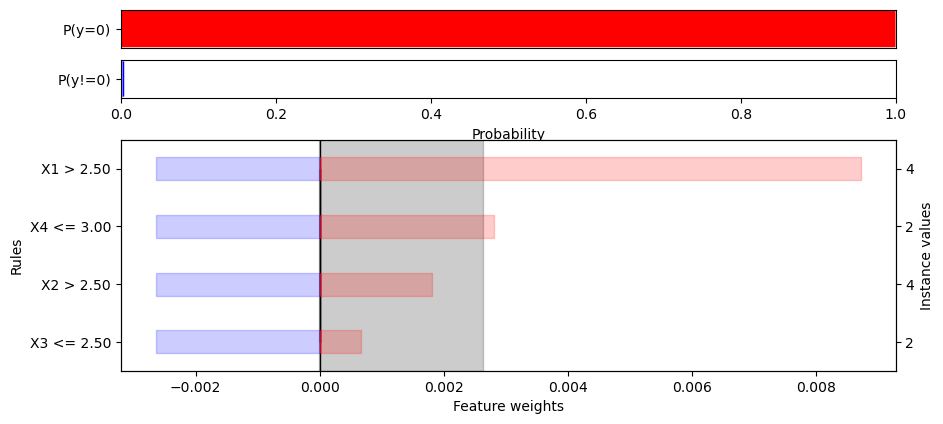 P(y=0)
P(y!=0)
0.0 0.2 0.4 0.6 0.8 1.0
Probability
X1 > 2.50 4
X4 <= 3.00 2
X2 > 2.50 4
X3 <= 2.50 2
Rules
Instance values
−0.002 0.000 0.002 0.004 0.006 0.008
Feature weights